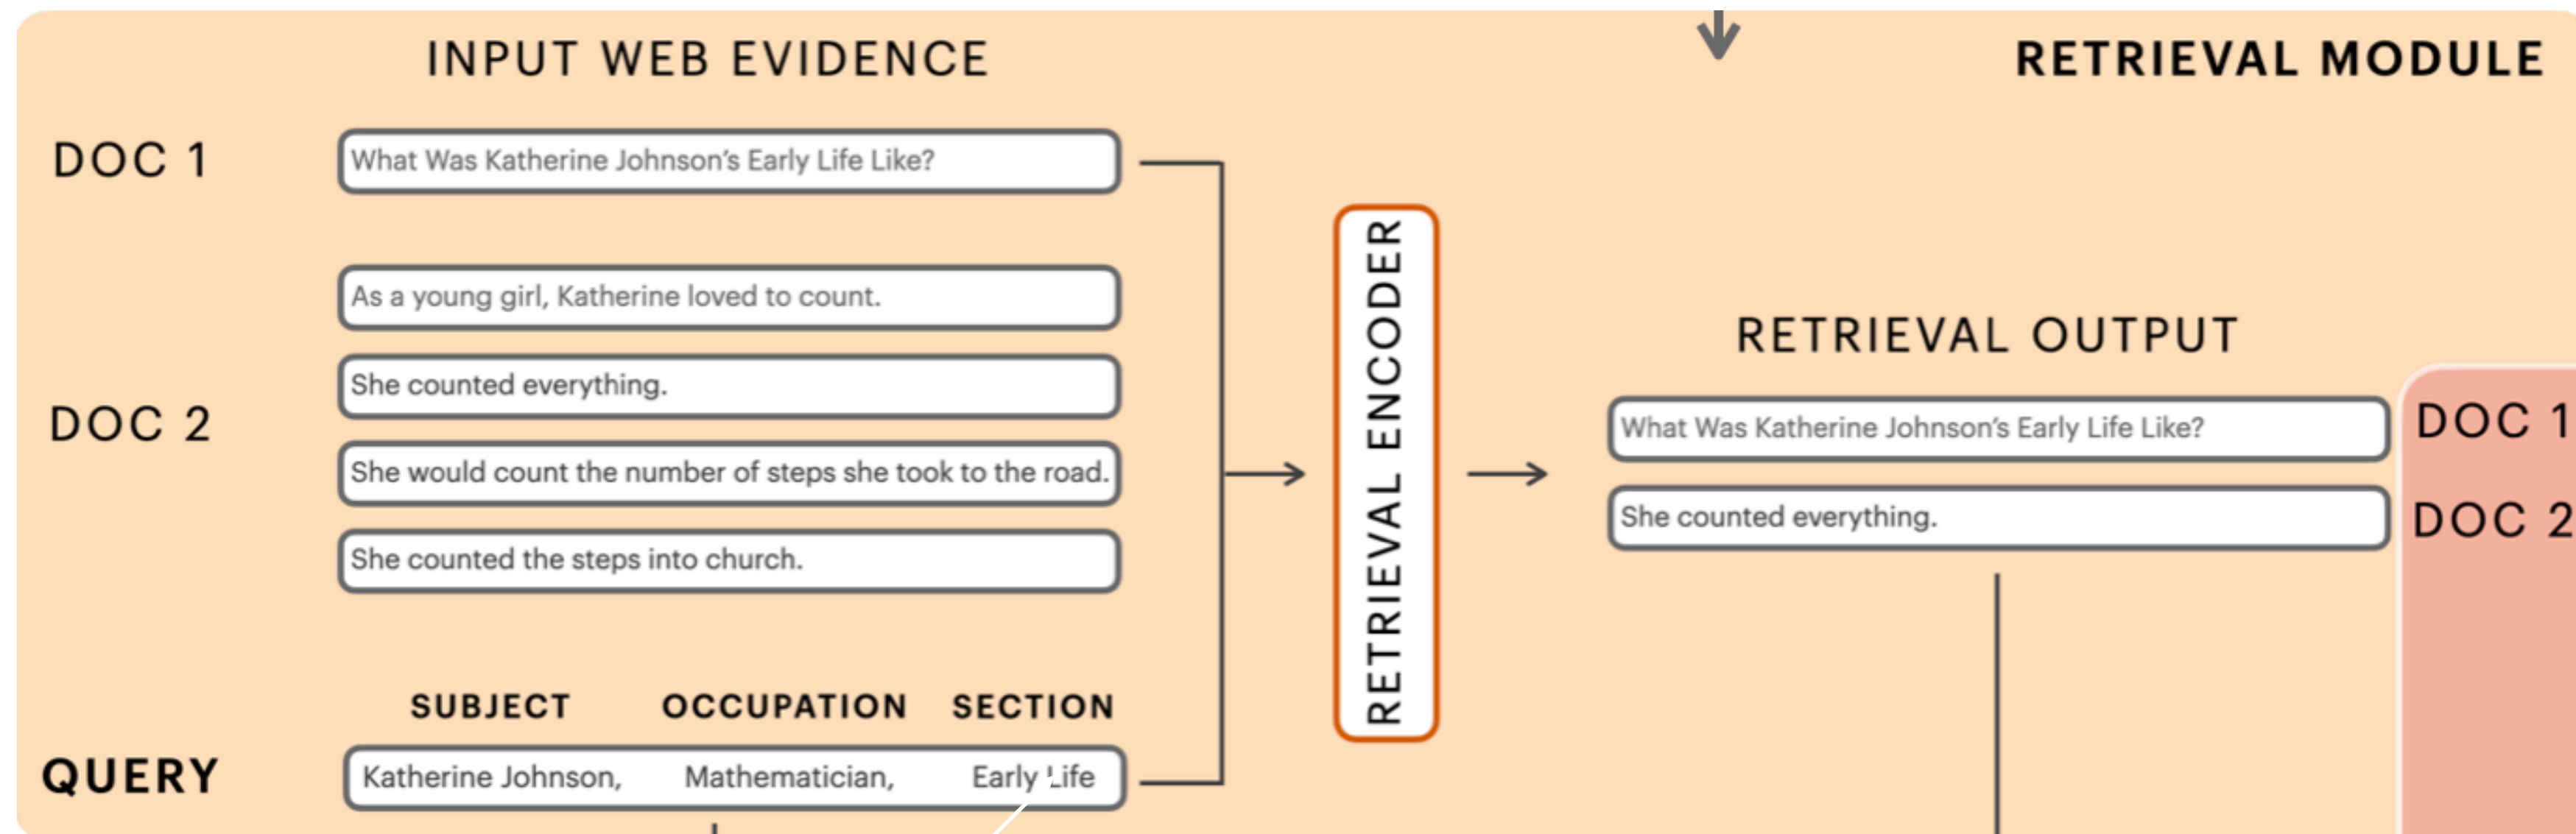 INPUT WEB EVIDENCE
RETRIEVAL MODULE
DOC 1
What Was Katherine Johnson’s Early Life Like?
As a young girl, Katherine loved to count.
She counted everything.
DOC 2
She would count the number of steps she took to the road.
She counted the steps into church.
SUBJECT OCCUPATION SECTION
QUERY
Katherine Johnson, Mathematician, Early Life
RETRIEVAL ENCODER
RETRIEVAL OUTPUT
What Was Katherine Johnson’s Early Life Like?
DOC 1
She counted everything.
DOC 2